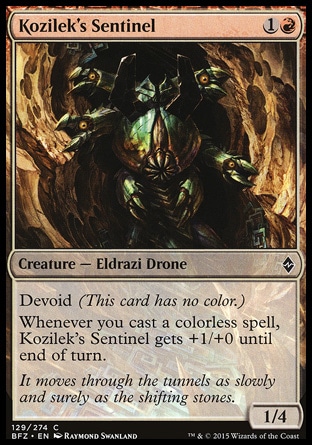 Kozilek's Sentinel 1
Creature — Eldrazi Drone
Devoid (This card has no color.)
Whenever you cast a colorless spell,
Kozilek's Sentinel gets +1/+0 until
end of turn.
It moves through the tunnels as slowly
and surely as the shifting stones.
1/4
129/274 C
BFZ • EN RAYMOND SWANLAND
™ & © 2015 Wizards of the Coast